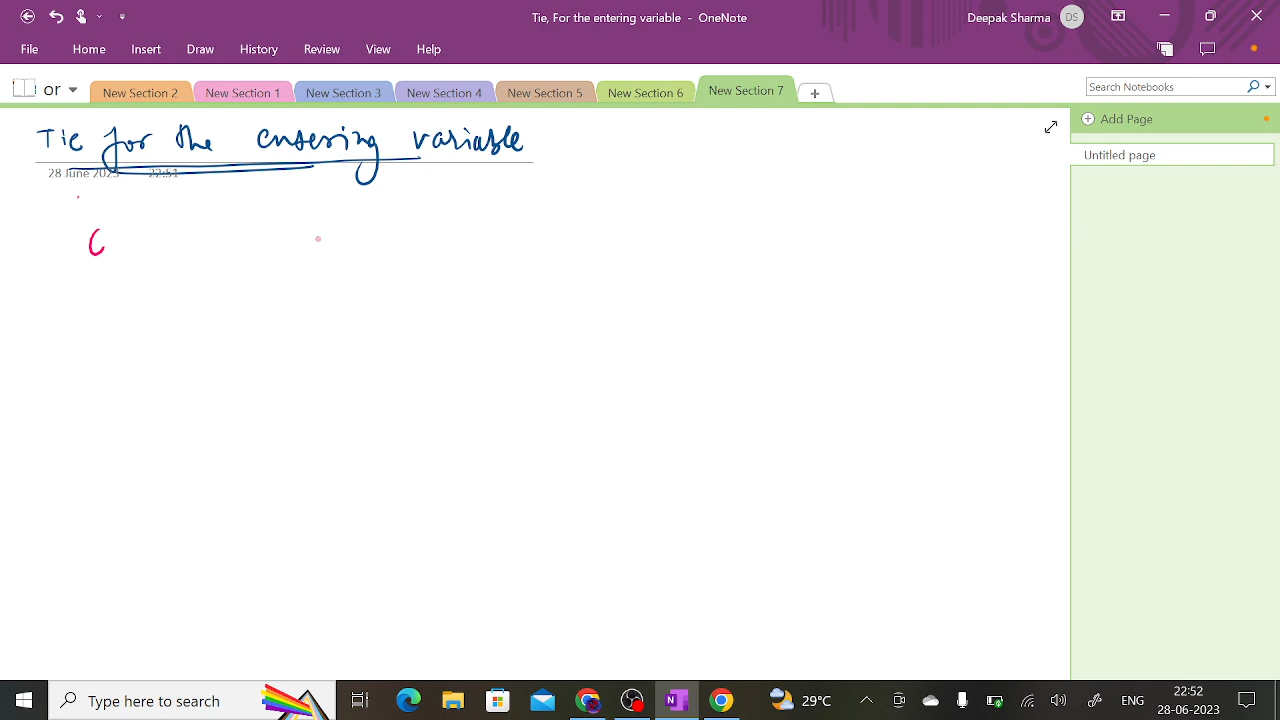 Tie, For the entering variable - OneNote
Deepak Sharma DS
File Home Insert Draw History Review View Help
or New Section 2 New Section 1 New Section 3 New Section 4 New Section 5 New Section 6 New Section 7
Search Notebooks
Tie for the entering variable
Add Page
Untitled page
28 June 2023 22:51
C
Type here to search
29°C
ENG
22:52
28-06-2023